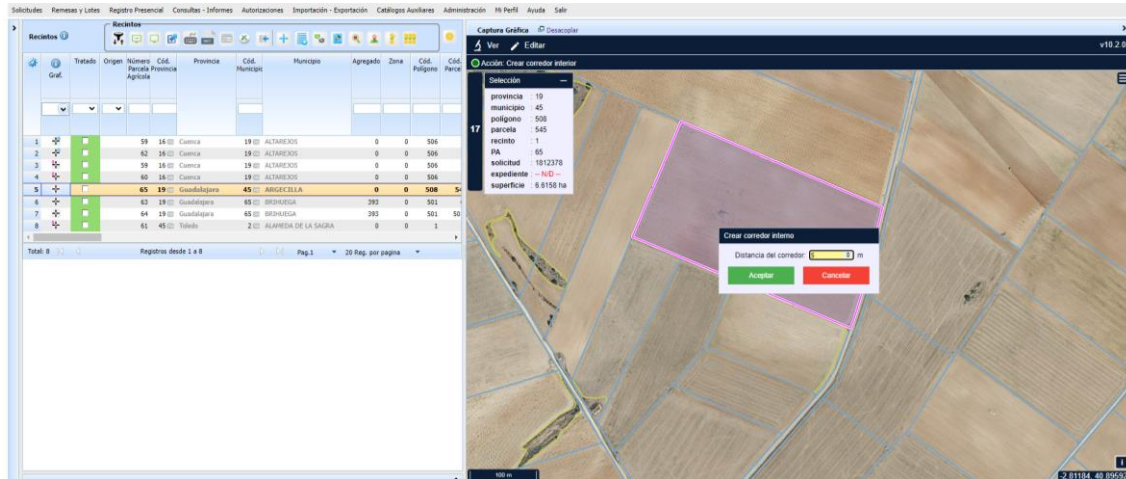 Solicitudes Remesas y Lotes Registro Presencial Consultas - Informes Autorizaciones Importación - Exportación Catálogos Auxiliares Administración Mi Perfil Ayuda Salir
Recintos
Recintos
Graf. Tratado Origen Número Parcela Agrícola Cód. Provincia Provincia Cód. Municipio Municipio Agregado Zona Cód. Polígono Cód.
1 59 16 Cuenca 19 ALTAREJOS 0 0 506
2 62 16 Cuenca 19 ALTAREJOS 0 0 506
3 59 16 Cuenca 19 ALTAREJOS 0 0 506
4 60 16 Cuenca 19 ALTAREJOS 0 0 506
5 65 19 Guadalajara 45 ARGECILLA 0 0 508
6 63 19 Guadalajara 65 BRIHUEGA 393 0 501
7 64 19 Guadalajara 65 BRIHUEGA 393 0 501 50
8 61 45 Toledo 2 ALAMEDA DE LA SAGRA 0 0 1
Total: 8 Registros desde 1 a 8 Pag.1 20 Reg. por pagina
Captura Gráfica Desacoplar
Ver Editar v10.2.0
Acción: Crear corredor interior
17
Selección
provincia : 19
municipio : 45
polígono : 508
parcela : 545
recinto : 1
PA : 65
solicitud : 1812378
expediente : -- N/D --
superficie : 6.6158 ha
Crear corredor interno
Distancia del corredor: m
Aceptar Cancelar
100 m
-2.81184, 40.89592